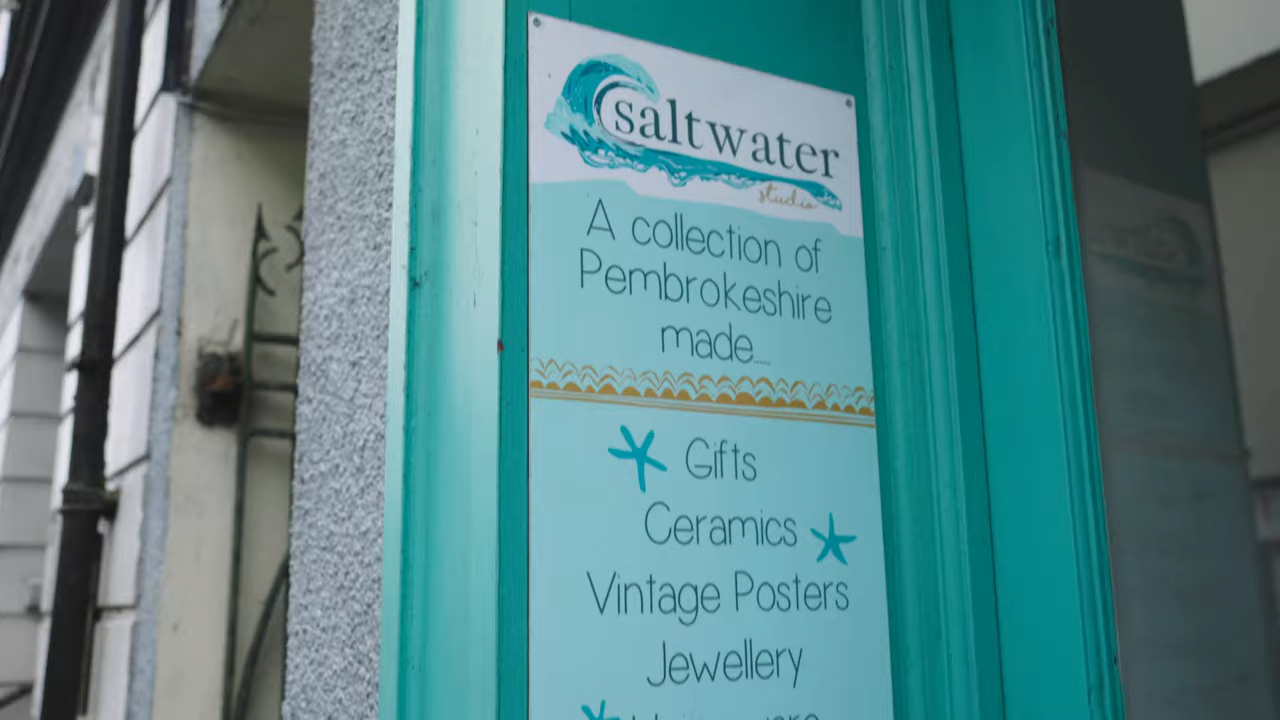 saltwater
studio
A collection of
Pembrokeshire
made.....
Gifts
Ceramics
Vintage Posters
Jewellery